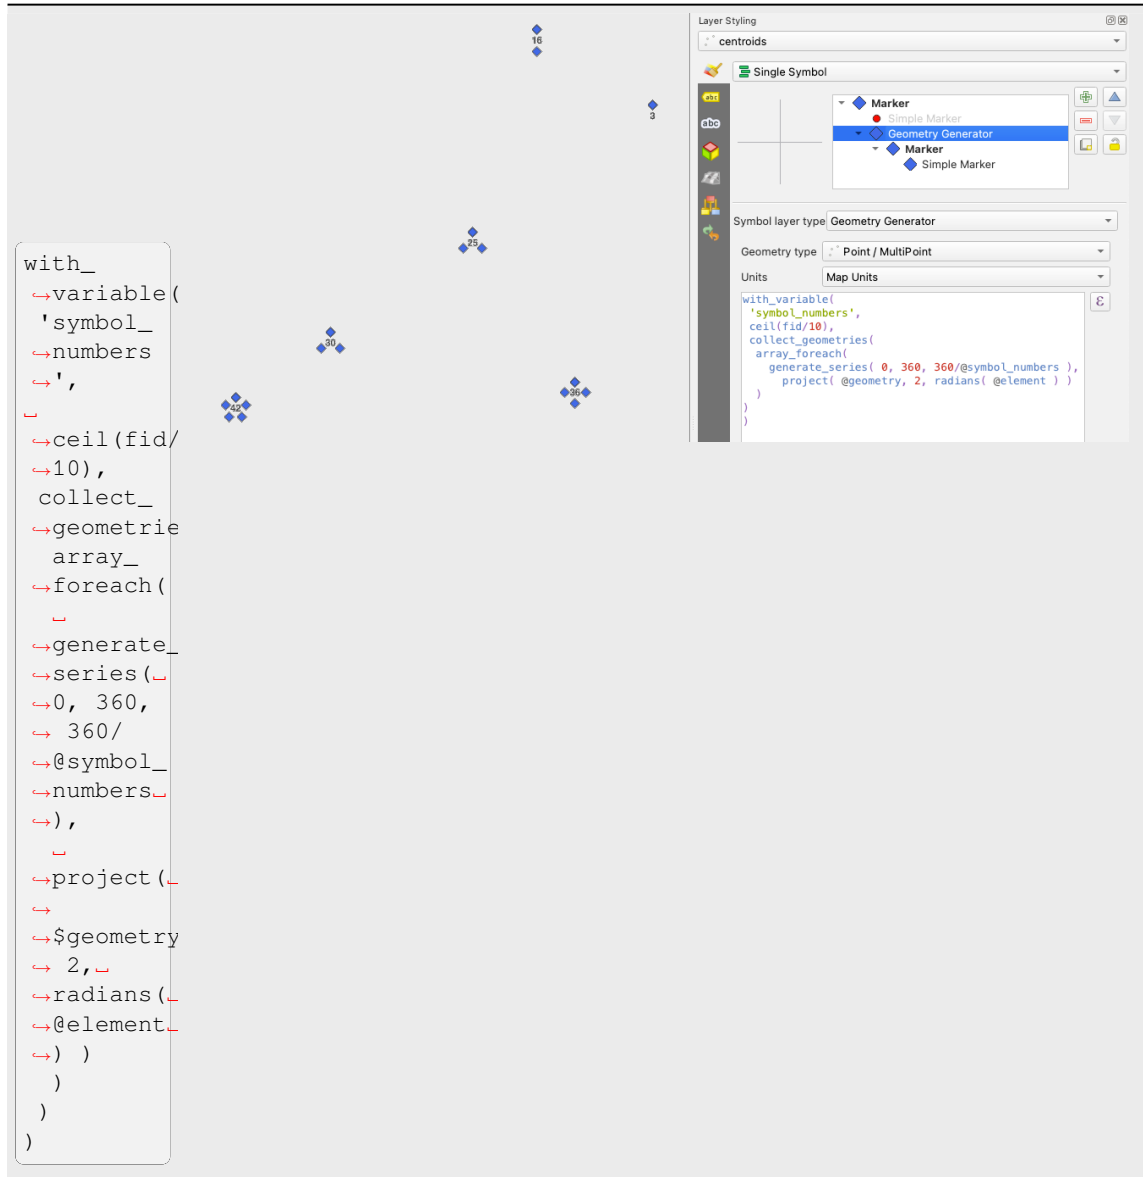 with_
↪variable(
'symbol_
↪numbers
↪',
␣
↪ceil(fid/
↪10),
collect_
↪geometrie
array_
↪foreach(
␣
↪generate_
↪series(␣
↪0, 360,
↪ 360/
↪@symbol_
↪numbers␣
↪),
␣
↪project(␣
↪
↪$geometry
↪ 2,␣
↪radians(␣
↪@element␣
↪) )
)
)
)
16
3
25
30
36
42
Layer Styling
centroids
Single Symbol
abc
abc
Marker
Simple Marker
Geometry Generator
Marker
Simple Marker
Symbol layer type Geometry Generator
Geometry type Point / MultiPoint
Units Map Units
with_variable(
'symbol_numbers',
ceil(fid/10),
collect_geometries(
array_foreach(
generate_series( 0, 360, 360/@symbol_numbers ),
project( @geometry, 2, radians( @element ) )
)
)
)
ε